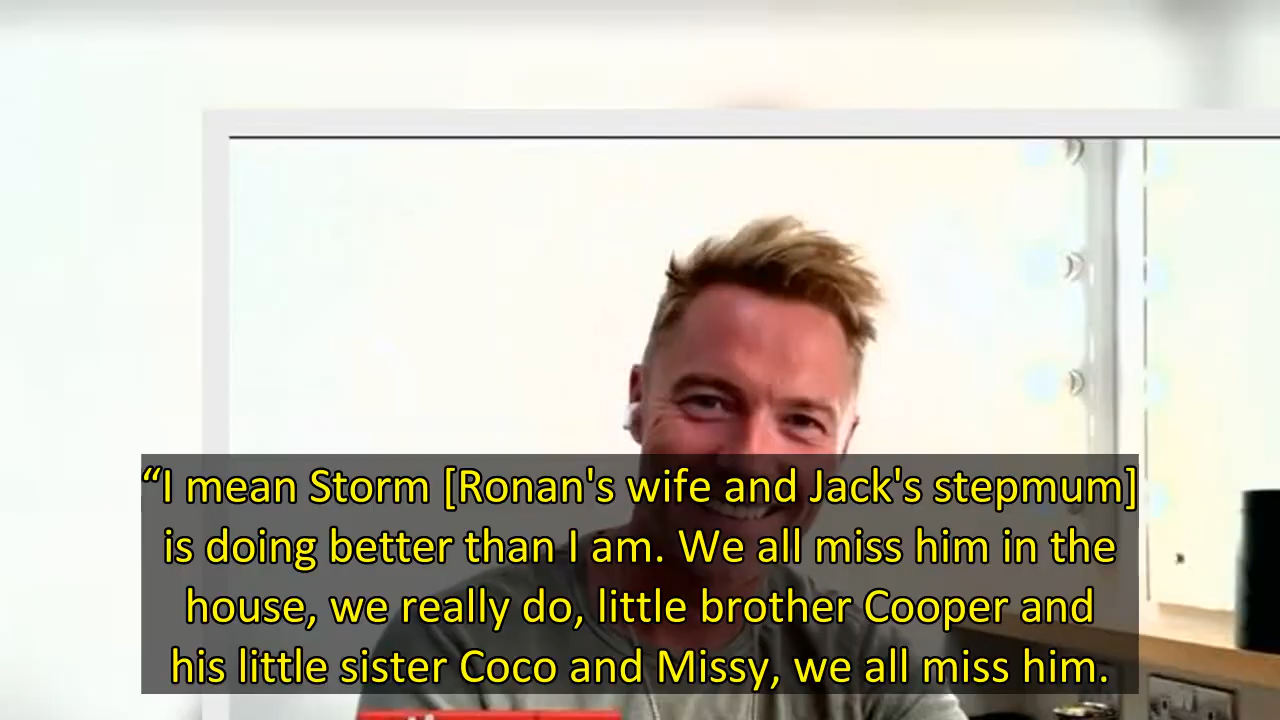 “I mean Storm [Ronan's wife and Jack's stepmum]
is doing better than I am. We all miss him in the
house, we really do, little brother Cooper and
his little sister Coco and Missy, we all miss him.